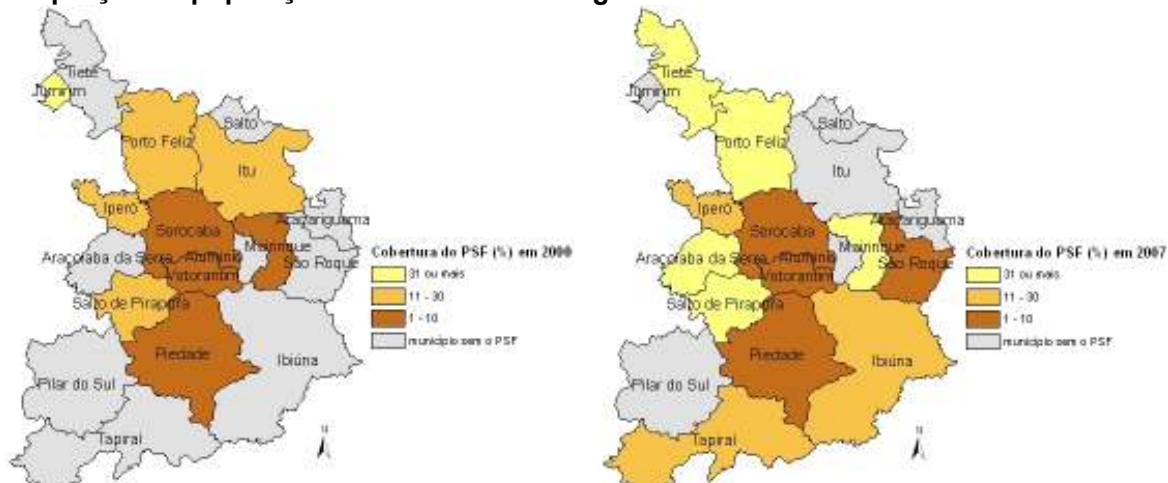 Tietê
Jumirim
Porto Feliz
Salto
Itu
Iperó
Sorocaba
Araçariguama
Mairinque
São Roque
Araçoiaba da Serra
Alumínio
Votorantim
Salto de Pirapora
Piedade
Ibiúna
Pilar do Sul
Tapiraí
N
Cobertura do PSF (%) em 2000
31 ou mais
11 - 30
1 - 10
município sem o PSF
Tietê
Jumirim
Porto Feliz
Salto
Itu
Iperó
Sorocaba
Araçariguama
Mairinque
São Roque
Araçoiaba da Serra
Alumínio
Votorantim
Salto de Pirapora
Piedade
Ibiúna
Pilar do Sul
Tapiraí
N
Cobertura do PSF (%) em 2007
31 ou mais
11 - 30
1 - 10
município sem o PSF